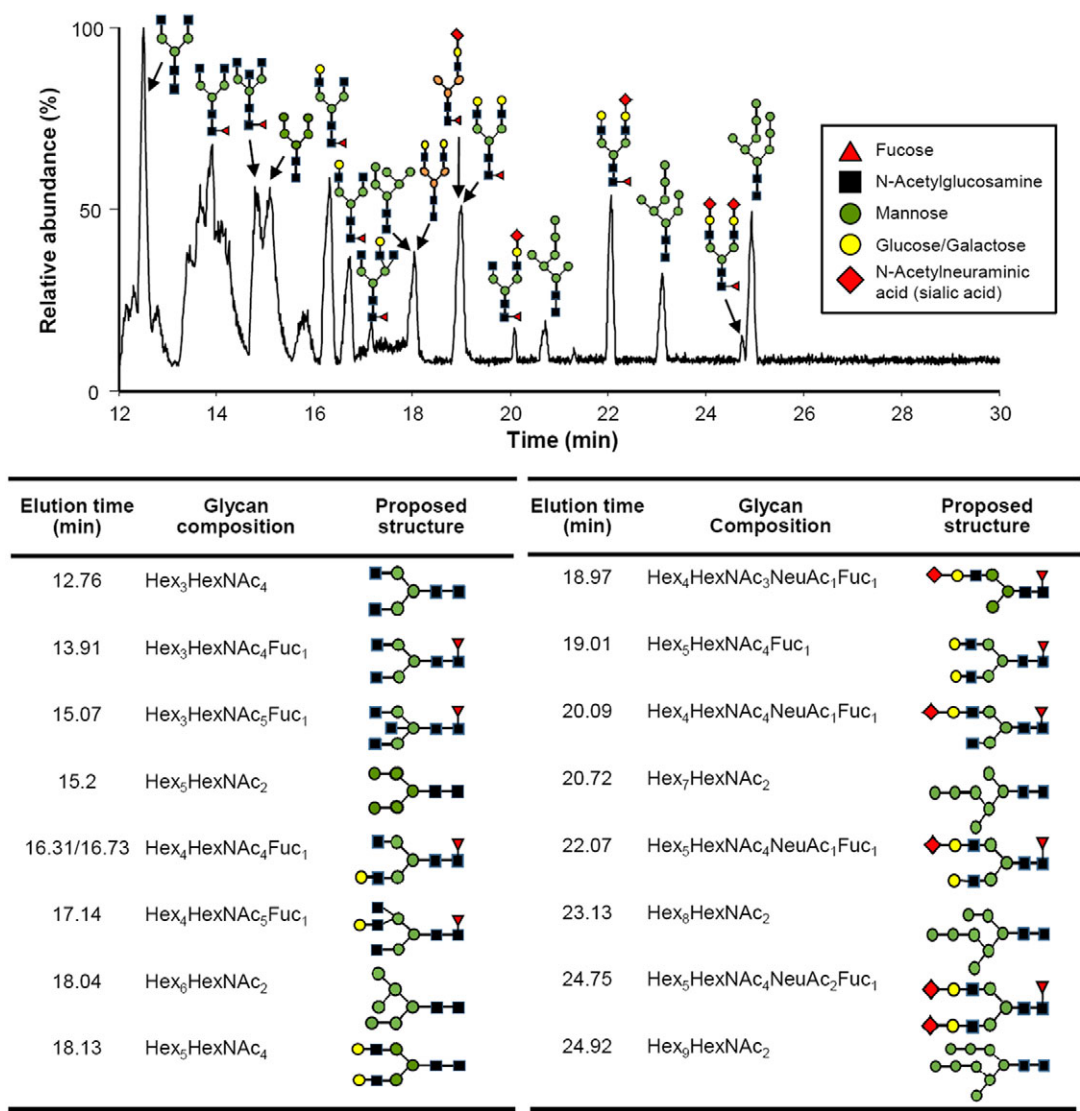 100
50
0
Relative abundance (%)
12 14 16 18 20 22 24 26 28 30
Time (min)
Fucose
N-Acetylglucosamine
Mannose
Glucose/Galactose
N-Acetylneuraminic
acid (sialic acid)
Elution time
(min)
Glycan
composition
Proposed
structure
12.76 Hex₃HexNAc₄
13.91 Hex₃HexNAc₄Fuc₁
15.07 Hex₃HexNAc₅Fuc₁
15.2 Hex₅HexNAc₂
16.31/16.73 Hex₄HexNAc₄Fuc₁
17.14 Hex₄HexNAc₅Fuc₁
18.04 Hex₆HexNAc₂
18.13 Hex₅HexNAc₄
Elution time
(min)
Glycan
Composition
Proposed
structure
18.97 Hex₄HexNAc₃NeuAc₁Fuc₁
19.01 Hex₅HexNAc₄Fuc₁
20.09 Hex₄HexNAc₄NeuAc₁Fuc₁
20.72 Hex₇HexNAc₂
22.07 Hex₅HexNAc₄NeuAc₁Fuc₁
23.13 Hex₈HexNAc₂
24.75 Hex₅HexNAc₄NeuAc₂Fuc₁
24.92 Hex₉HexNAc₂